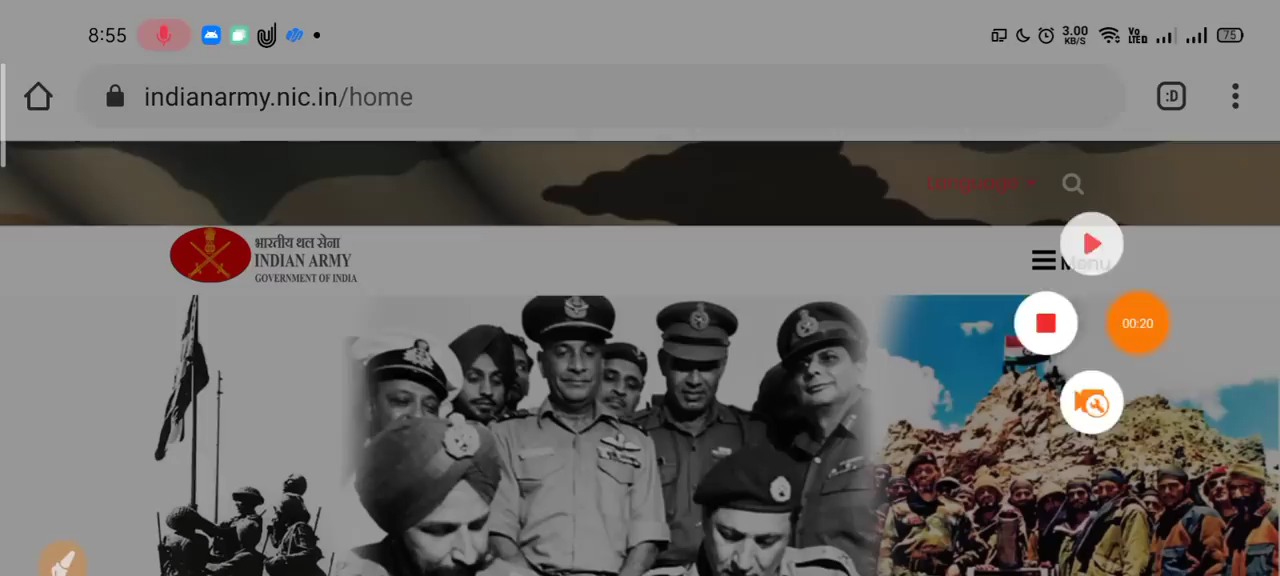 8:55
3.00
KB/S
Vo
LTED
75
indianarmy.nic.in/home
:D
Language
भारतीय थल सेना
INDIAN ARMY
GOVERNMENT OF INDIA
Menu
00:20